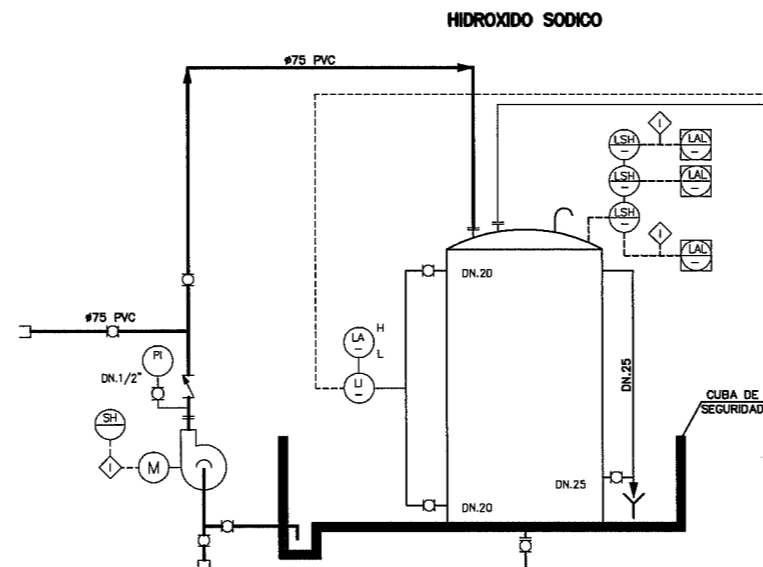 HIDROXIDO SODICO
ø75 PVC
I
LSH
–
LAL
–
LSH
–
LAL
–
LSH
–
I
LAL
–
DN.20
ø75 PVC
PI
DN.1/2"
LA
–
H
L
LI
–
DN.25
CUBA DE
SEGURIDAD
SH
I
M
DN.25
DN.20